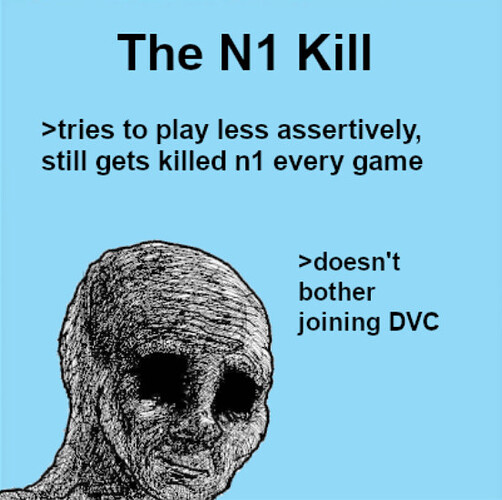 The N1 Kill
>tries to play less assertively,
still gets killed n1 every game
>doesn't
bother
joining DVC